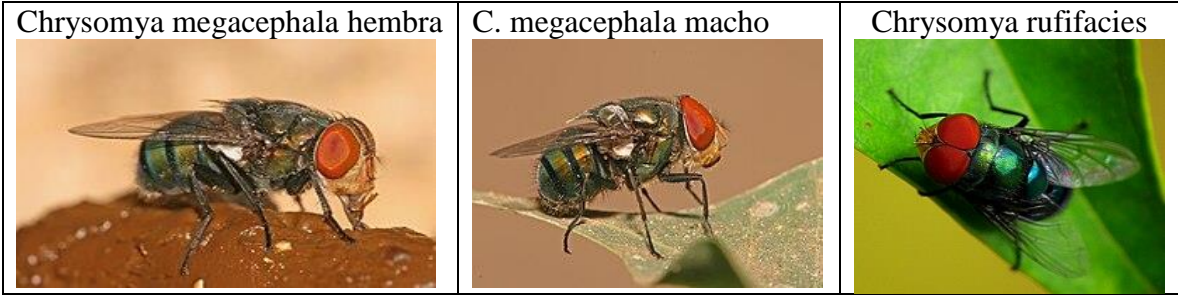 Chrysomya megacephala hembra
C. megacephala macho
Chrysomya rufifacies